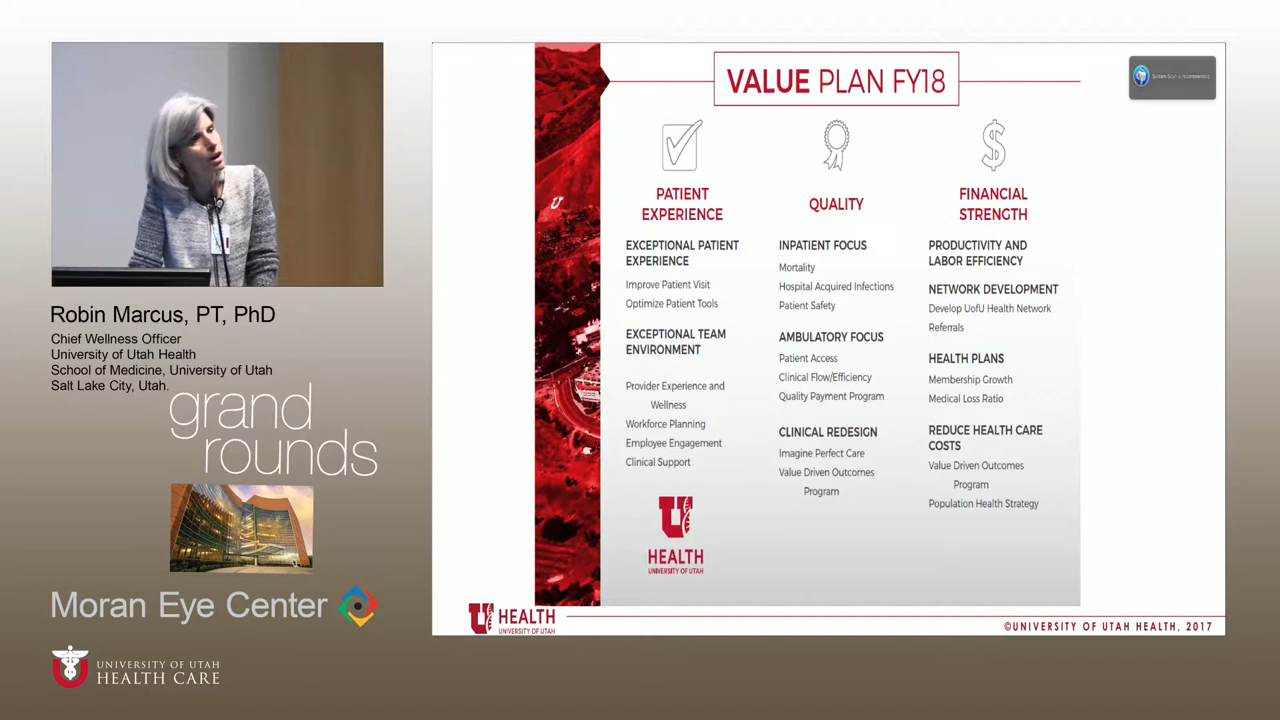 Robin Marcus, PT, PhD
Chief Wellness Officer
University of Utah Health
School of Medicine, University of Utah
Salt Lake City, Utah.
grand
rounds
Moran Eye Center
UNIVERSITY OF UTAH
HEALTH CARE
VALUE PLAN FY18
System Scan is recommended
PATIENT
EXPERIENCE
EXCEPTIONAL PATIENT
EXPERIENCE
Improve Patient Visit
Optimize Patient Tools
EXCEPTIONAL TEAM
ENVIRONMENT
Provider Experience and
Wellness
Workforce Planning
Employee Engagement
Clinical Support
QUALITY
INPATIENT FOCUS
Mortality
Hospital Acquired Infections
Patient Safety
AMBULATORY FOCUS
Patient Access
Clinical Flow/Efficiency
Quality Payment Program
CLINICAL REDESIGN
Imagine Perfect Care
Value Driven Outcomes
Program
FINANCIAL
STRENGTH
PRODUCTIVITY AND
LABOR EFFICIENCY
NETWORK DEVELOPMENT
Develop UofU Health Network
Referrals
HEALTH PLANS
Membership Growth
Medical Loss Ratio
REDUCE HEALTH CARE
COSTS
Value Driven Outcomes
Program
Population Health Strategy
U
HEALTH
UNIVERSITY OF UTAH
U
HEALTH
UNIVERSITY OF UTAH
©UNIVERSITY OF UTAH HEALTH, 2017